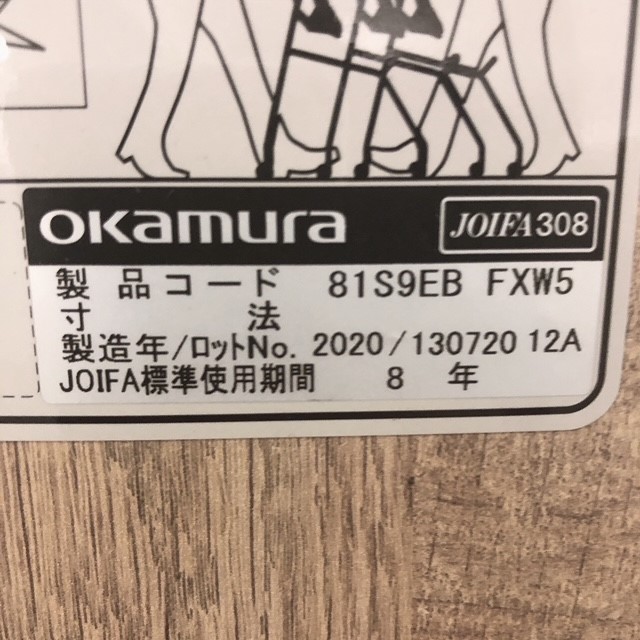 okamura
JOIFA308
製品コード 81S9EB FXW5
寸法
製造年/ロットNo. 2020/130720 12A
JOIFA標準使用期間 8 年